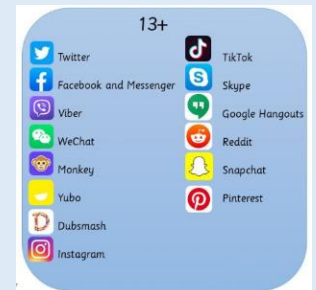 13+
Twitter
Facebook and Messenger
Viber
WeChat
Monkey
Yubo
Dubsmash
Instagram
TikTok
Skype
Google Hangouts
Reddit
Snapchat
Pinterest